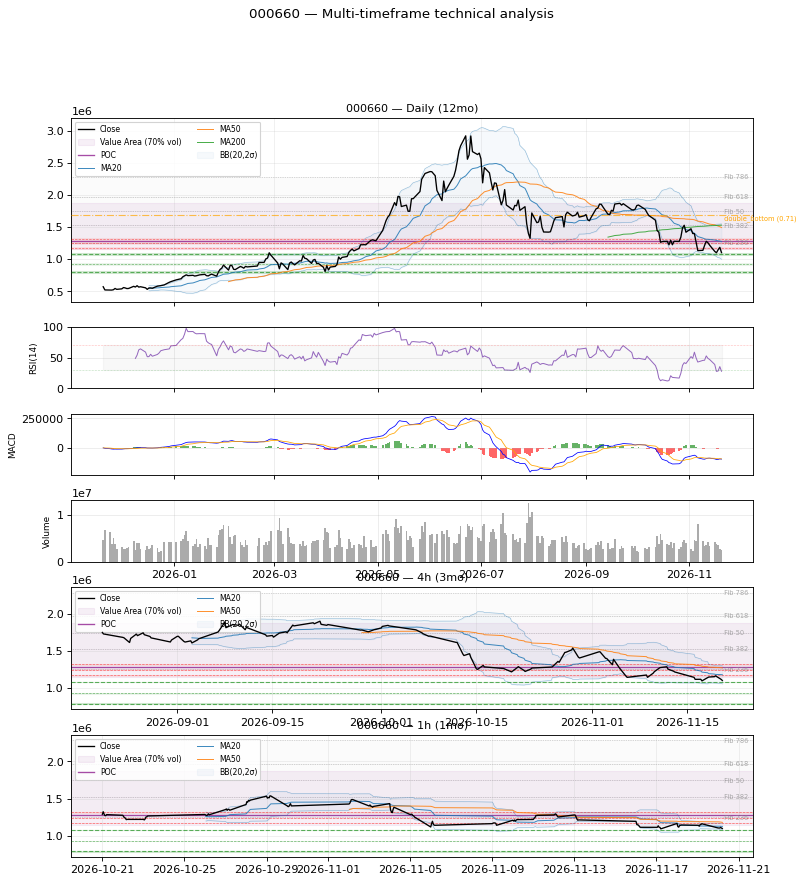 000660 — Multi-timeframe technical analysis
000660 — Daily (12mo)
1e6
Close
Value Area (70% vol)
POC
MA20
MA50
MA200
BB(20,2σ)
3.0
2.5
2.0
1.5
1.0
0.5
Fib 786
Fib 618
Fib 50
double_bottom (0.71)
Fib 382
RSI(14)
100
50
0
MACD
250000
0
1e7
Volume
1
0
2026-01 2026-03 2026-05 2026-07 2026-09 2026-11
000660 — 4h (3mo)
1e6
Close
Value Area (70% vol)
POC
MA20
MA50
BB(20,2σ)
2.0
1.5
1.0
Fib 786
Fib 618
Fib 50
Fib 382
2026-09-01 2026-09-15 2026-10-01 2026-10-15 2026-11-01 2026-11-15
000660 — 1h (1mo)
1e6
Close
Value Area (70% vol)
POC
MA20
MA50
BB(20,2σ)
2.0
1.5
1.0
Fib 786
Fib 618
Fib 50
Fib 382
2026-10-21 2026-10-25 2026-10-29 2026-11-01 2026-11-05 2026-11-09 2026-11-13 2026-11-17 2026-11-21